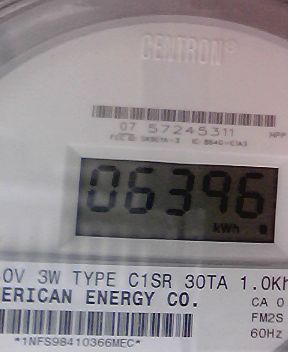 CENTRON®
07 57245311
06396
kWh
0V 3W TYPE C1SR 30TA 1.0Kh
ERICAN ENERGY CO.
CA 0
FM2S
60Hz
*1NFS98410366MEC*